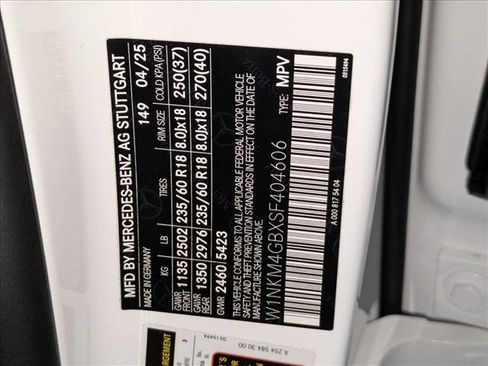 MFD BY MERCEDES-BENZ AG STUTTGART
MADE IN GERMANY 149 04/25
KG LB TIRES RIM SIZE COLD KPA (PSI)
GAWR FRONT 1135 2502 235/60 R18 8.0Jx18 250(37)
GAWR REAR 1350 2976 235/60 R18 8.0Jx18 270(40)
GWR 2460 5423
THIS VEHICLE CONFORMS TO ALL APPLICABLE FEDERAL MOTOR VEHICLE
SAFETY AND THEFT PREVENTION STANDARDS IN EFFECT ON THE DATE OF
MANUFACTURE SHOWN ABOVE.
TYPE: MPV
W1NKM4GBXSF404606
A 000 817 54 04
0515494
0515494
A 254 584 30 00